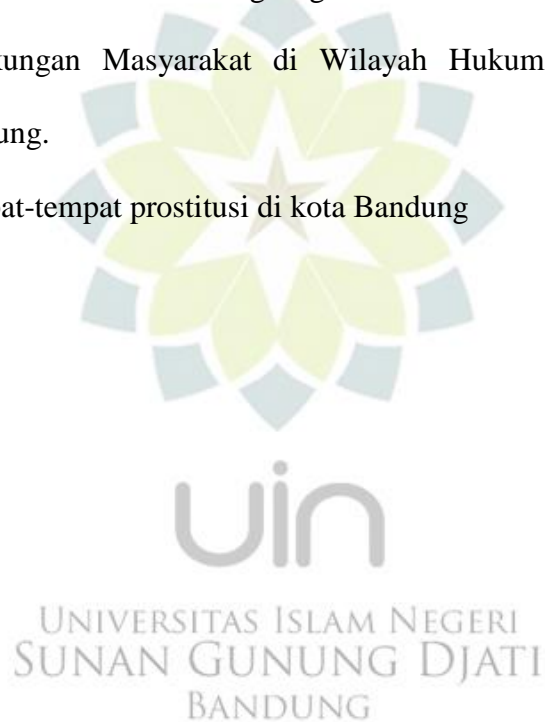 kungan Masyarakat di Wilayah Hukum
ung.
pat-tempat prostitusi di kota Bandung
uin
UNIVERSITAS ISLAM NEGERI
SUNAN GUNUNG DJATI
BANDUNG